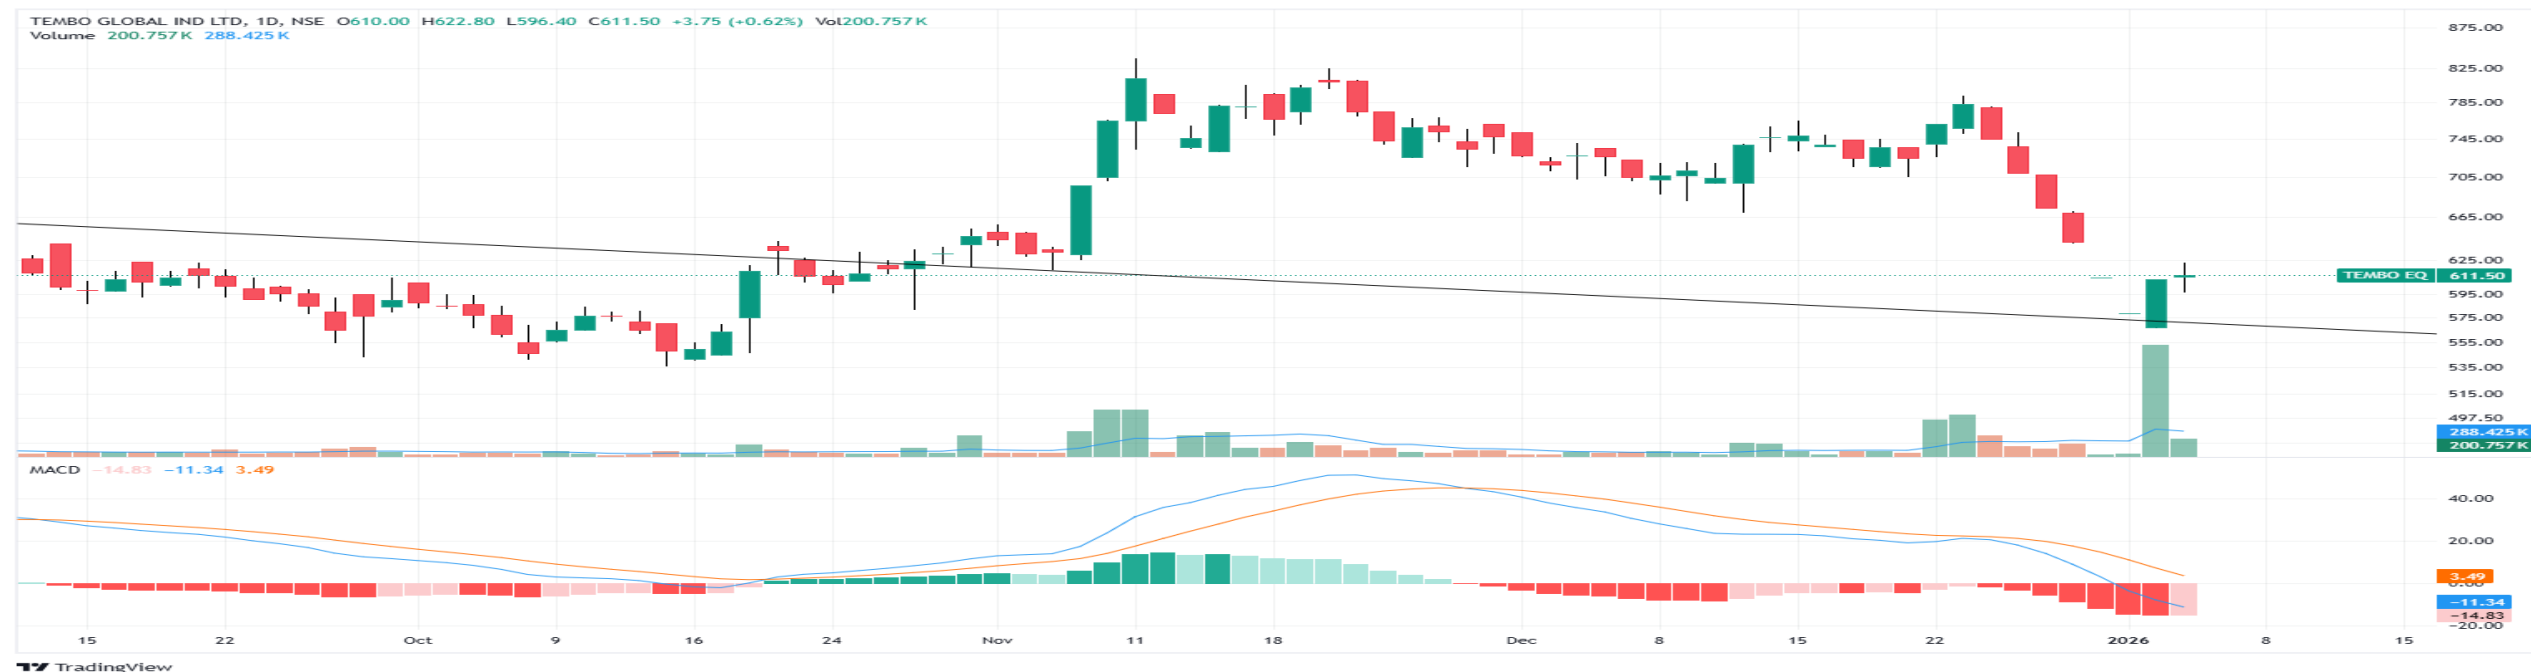 TEMBO GLOBAL IND LTD, 1D, NSE O610.00 H622.80 L596.40 C611.50 +3.75 (+0.62%) Vol200.757K
Volume 200.757K 288.425K
875.00
825.00
785.00
745.00
705.00
665.00
625.00
TEMBO EQ 611.50
595.00
575.00
555.00
535.00
515.00
497.50
288.425K
200.757K
MACD −14.83 −11.34 3.49
40.00
20.00
3.49
0.00
−11.34
−14.83
−20.00
15 22 Oct 9 16 24 Nov 11 18 Dec 8 15 22 2026 8 15
TradingView